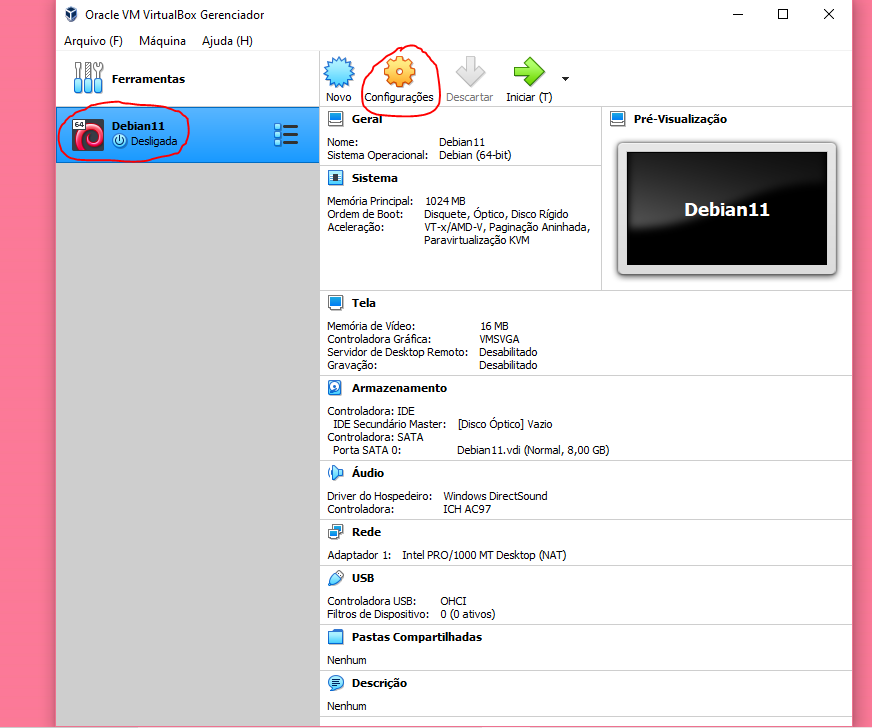 Oracle VM VirtualBox Gerenciador
Arquivo (F) Máquina Ajuda (H)
Ferramentas
Novo Configurações Descartar Iniciar (T)
64
Debian11
Desligada
Geral
Nome: Debian11
Sistema Operacional: Debian (64-bit)
Pré-Visualização
Debian11
Sistema
Memória Principal: 1024 MB
Ordem de Boot: Disquete, Óptico, Disco Rígido
Aceleração: VT-x/AMD-V, Paginação Aninhada,
Paravirtualização KVM
Tela
Memória de Vídeo: 16 MB
Controladora Gráfica: VMSVGA
Servidor de Desktop Remoto: Desabilitado
Gravação: Desabilitado
Armazenamento
Controladora: IDE
IDE Secundário Master: [Disco Óptico] Vazio
Controladora: SATA
Porta SATA 0: Debian11.vdi (Normal, 8,00 GB)
Áudio
Driver do Hospedeiro: Windows DirectSound
Controladora: ICH AC97
Rede
Adaptador 1: Intel PRO/1000 MT Desktop (NAT)
USB
Controladora USB: OHCI
Filtros de Dispositivo: 0 (0 ativos)
Pastas Compartilhadas
Nenhum
Descrição
Nenhum